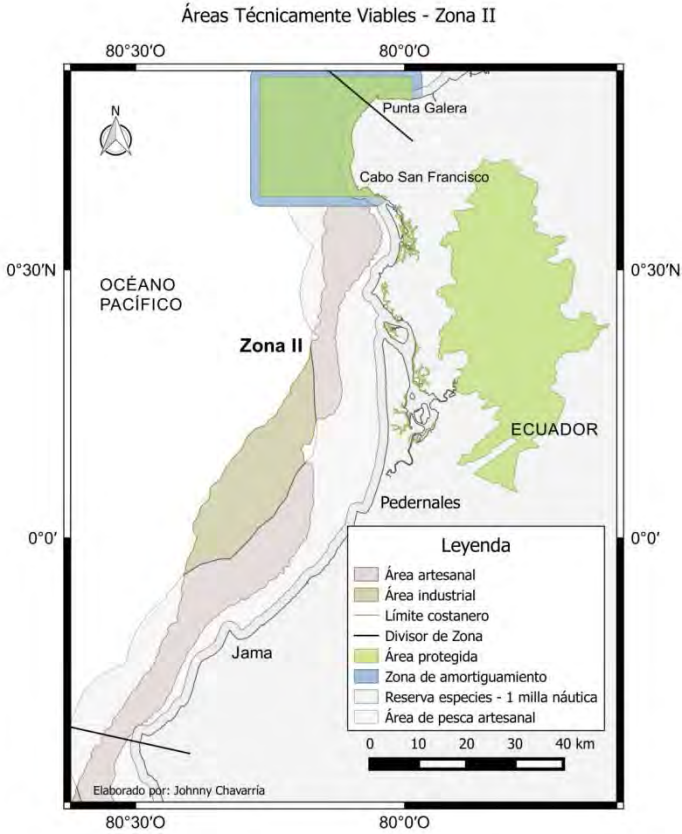 Áreas Técnicamente Viables - Zona II
80°30'O
80°0'O
N
Punta Galera
Cabo San Francisco
0°30'N
0°30'N
OCÉANO
PACÍFICO
Zona II
ECUADOR
Pedernales
0°0'
0°0'
Jama
Leyenda
Área artesanal
Área industrial
Límite costanero
Divisor de Zona
Área protegida
Zona de amortiguamiento
Reserva especies - 1 milla náutica
Área de pesca artesanal
0 10 20 30 40 km
Elaborado por: Johnny Chavarría
80°30'O
80°0'O